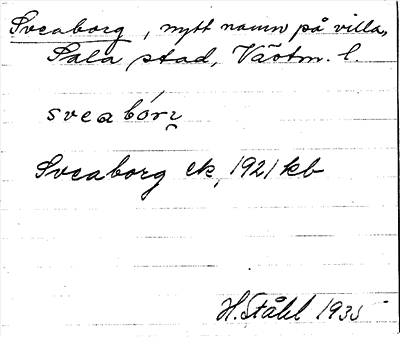 Sveaborg, nytt namn på villa,
Sala stad, Västm. l.
sveabórj
Sveaborg ek, 1921 kb
H. Ståhl 1935